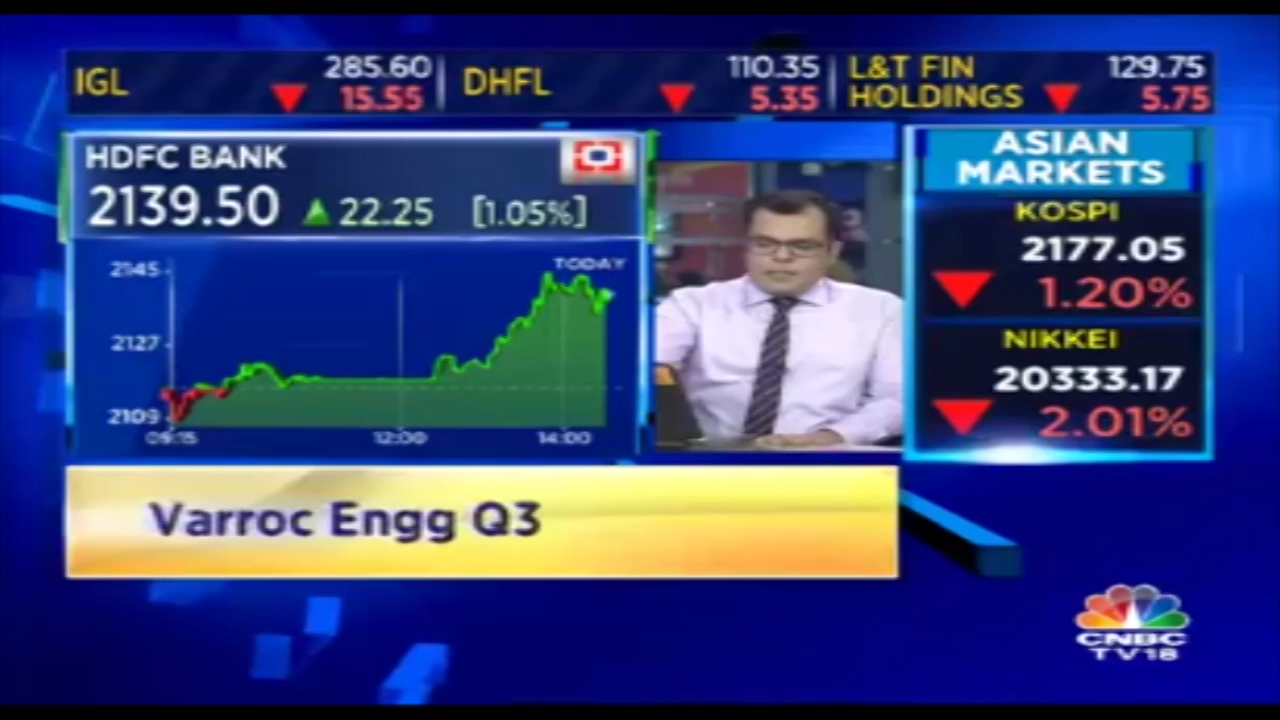 IGL 285.60 15.55
DHFL 110.35 5.35
L&T FIN HOLDINGS 129.75 5.75
HDFC BANK
2139.50 22.25 [1.05%]
TODAY
2145
2127
2109
09:15 12:00 14:00
ASIAN
MARKETS
KOSPI
2177.05
1.20%
NIKKEI
20333.17
2.01%
Varroc Engg Q3
CNBC
TV18